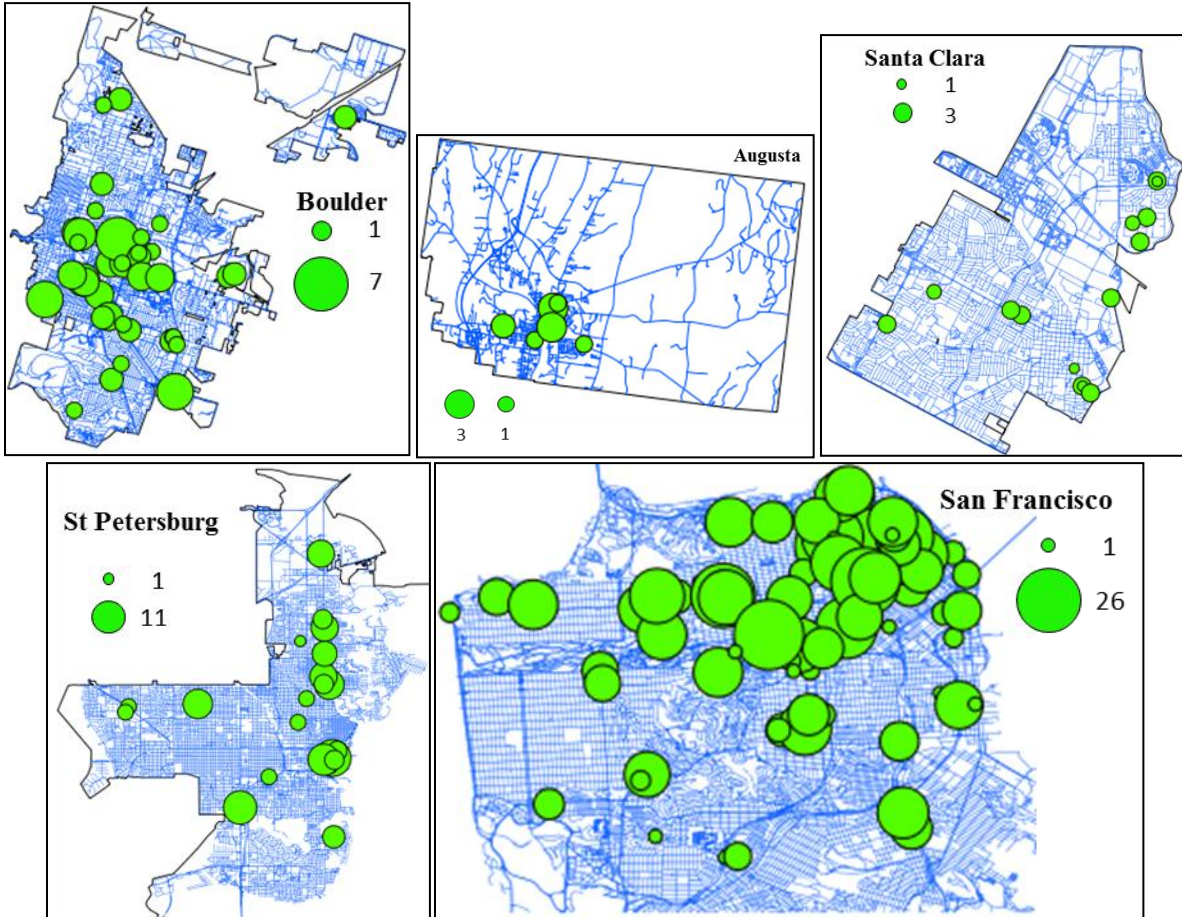 Boulder
1
7
Augusta
3 1
Santa Clara
1
3
St Petersburg
1
11
San Francisco
1
26